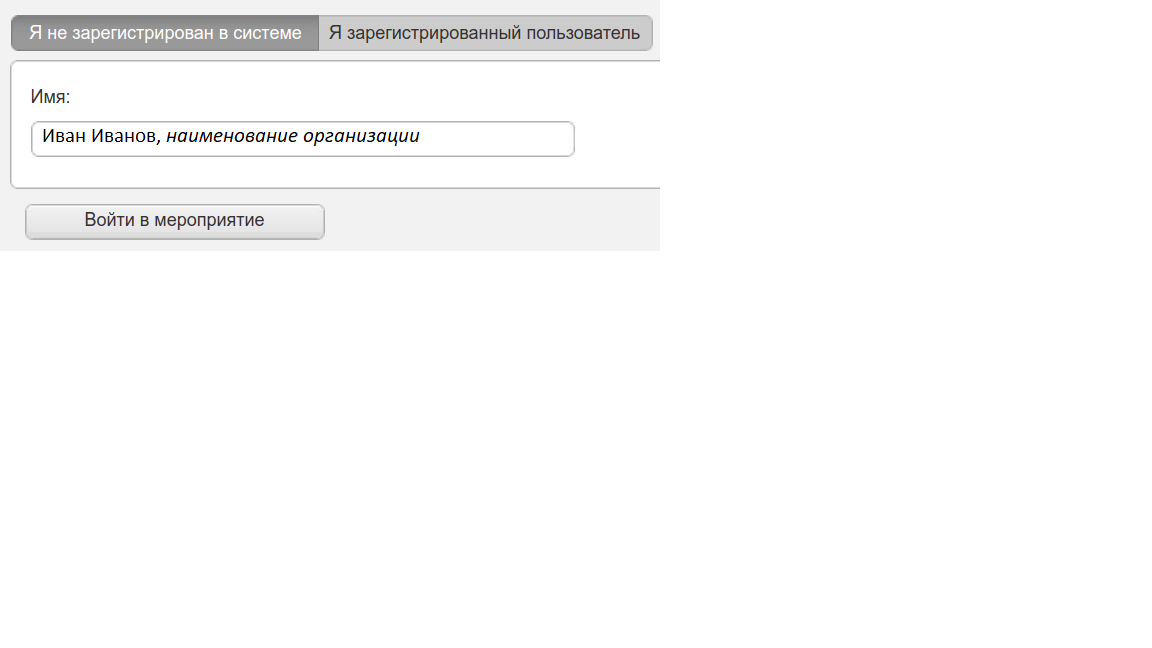 Я не зарегистрирован в системе Я зарегистрированный пользователь
Имя:
Иван Иванов, наименование организации
Войти в мероприятие